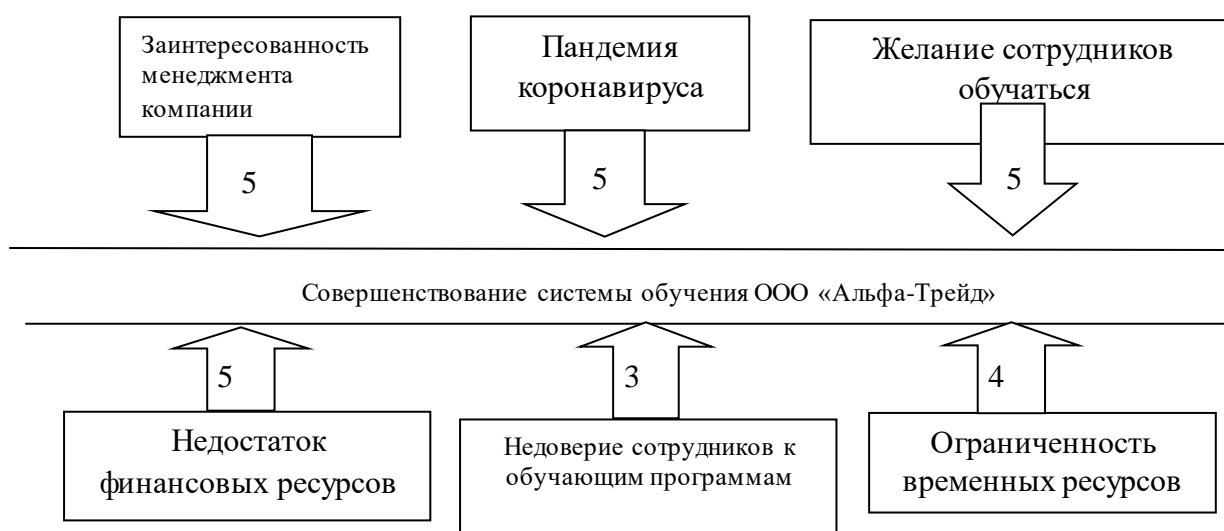 Заинтересованность
менеджмента
компании
Пандемия
коронавируса
Желание сотрудников
обучаться
5
5
5
Совершенствование системы обучения ООО «Альфа-Трейд»
5
3
4
Недостаток
финансовых ресурсов
Недоверие сотрудников к
обучающим программам
Ограниченность
временных ресурсов